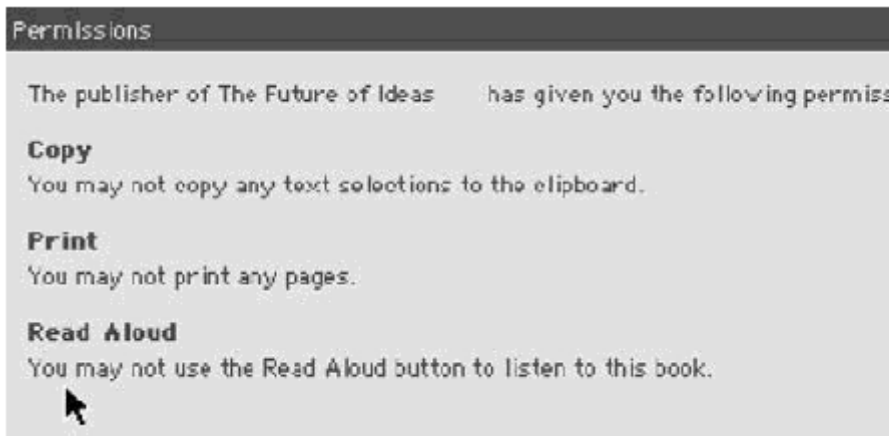 Permissions
The publisher of The Future of Ideas has given you the following permiss
Copy
You may not copy any text selections to the clipboard.
Print
You may not print any pages.
Read Aloud
You may not use the Read Aloud button to listen to this book.